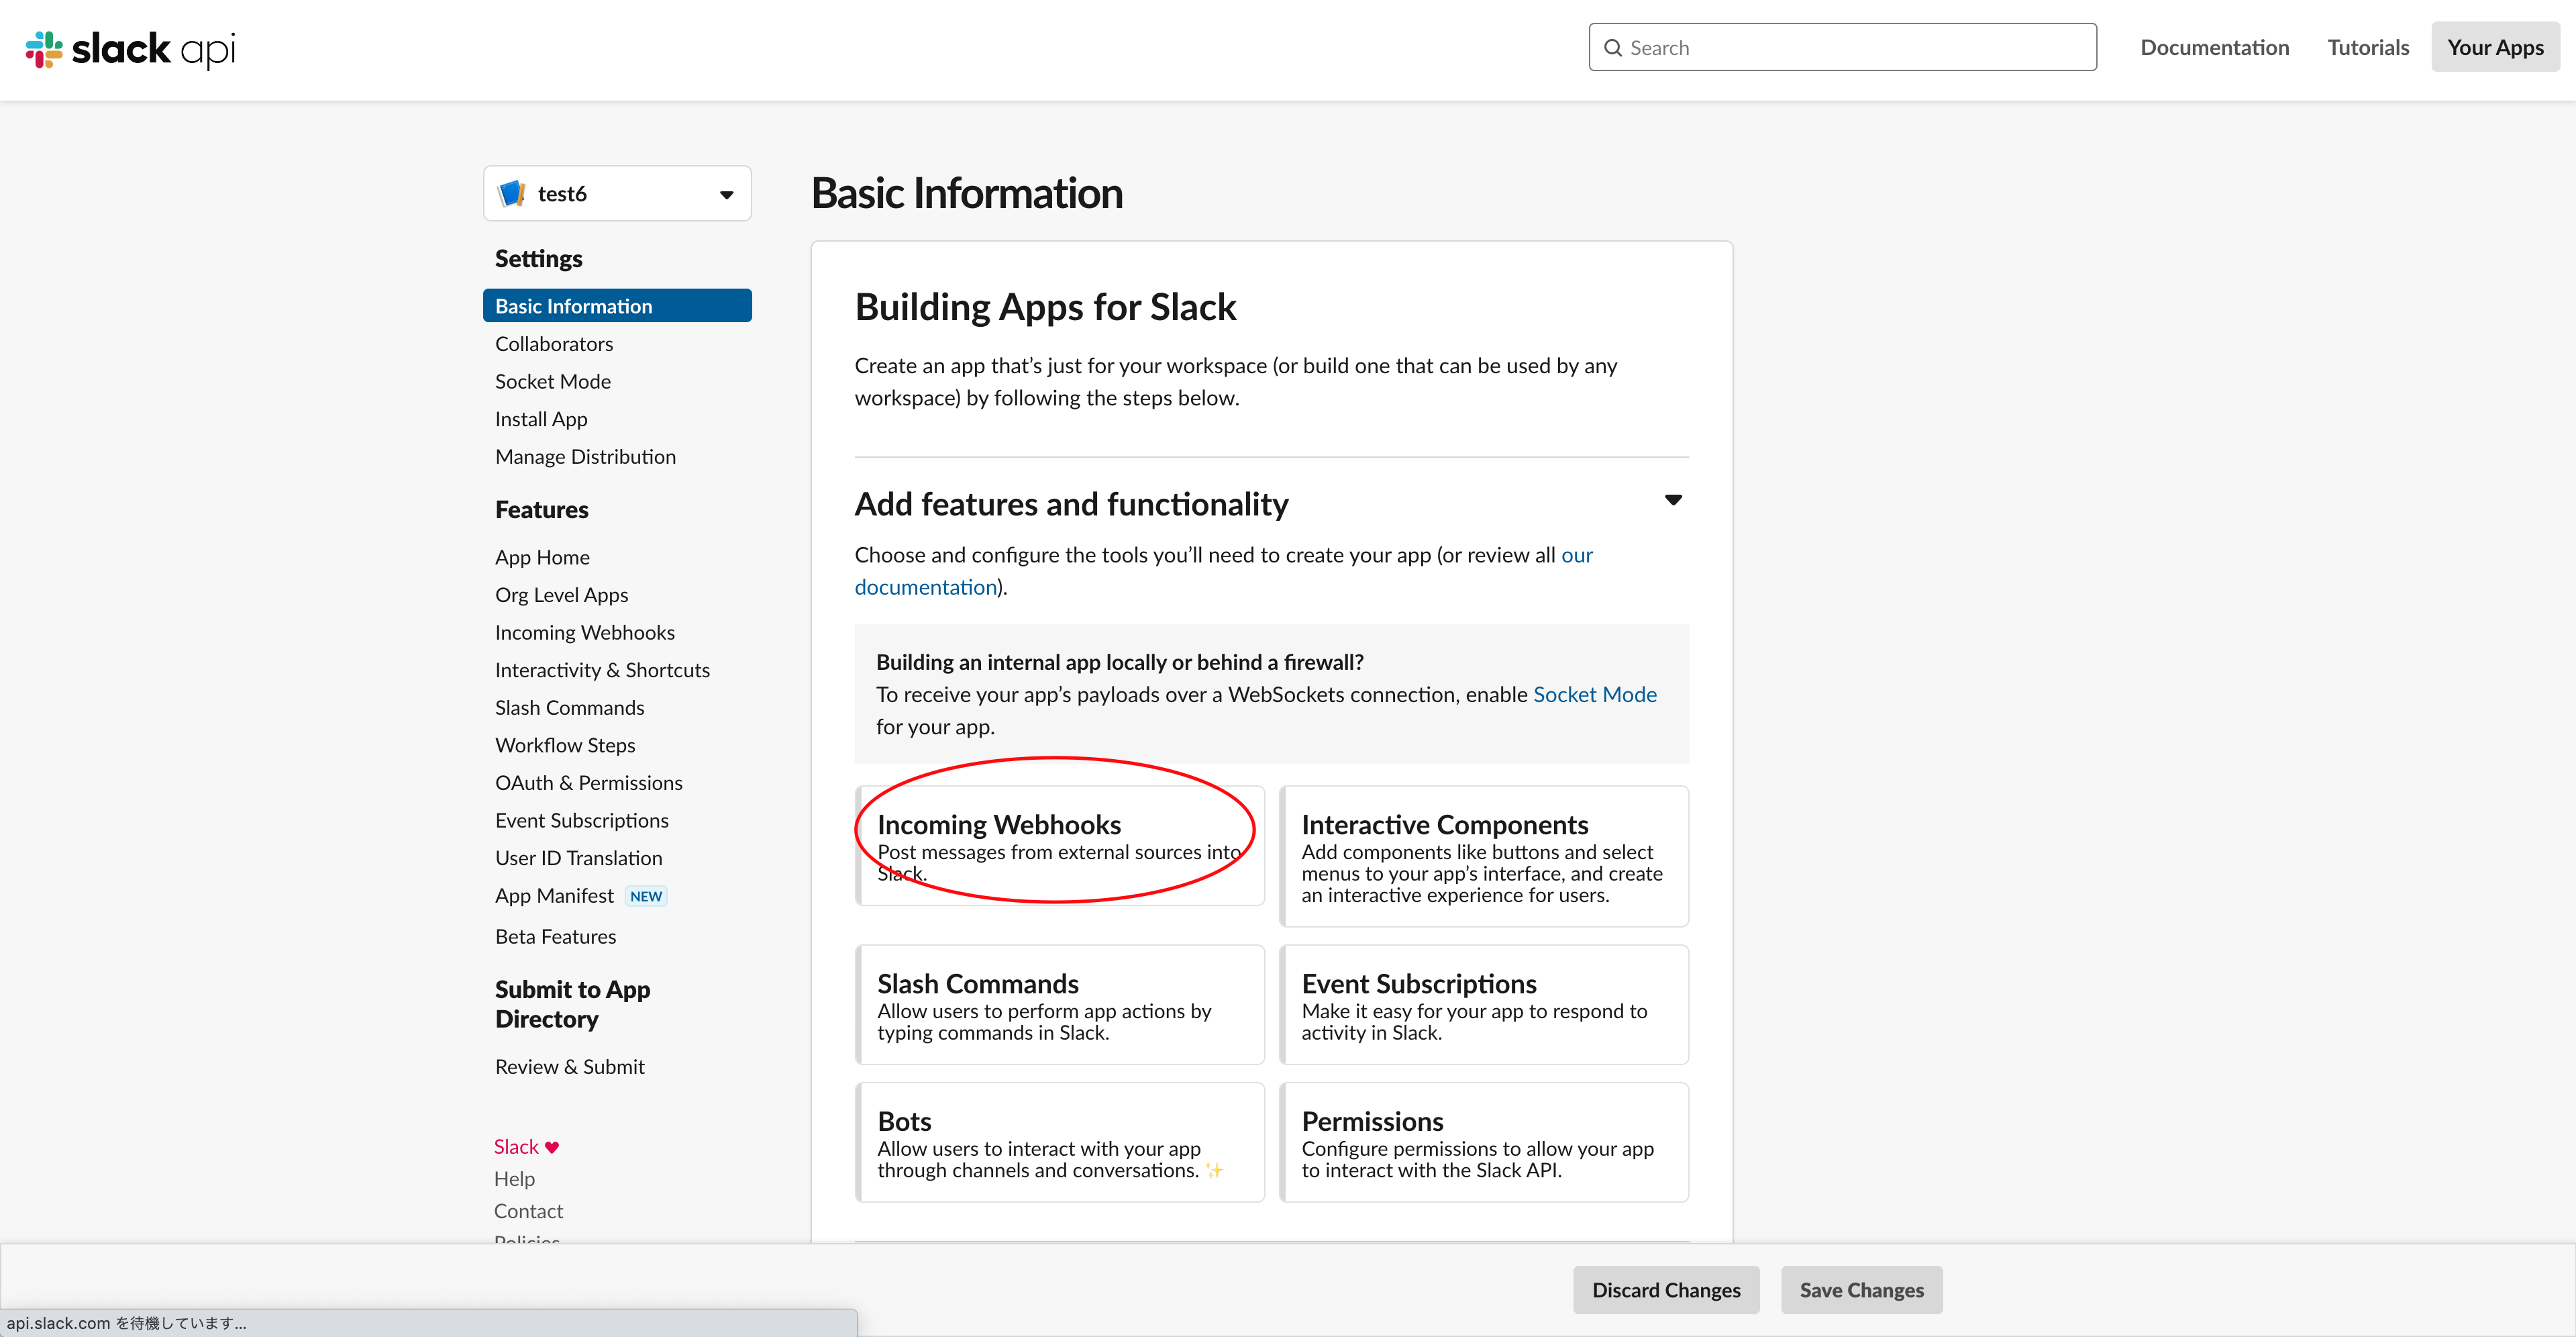 slack api
Search
Documentation
Tutorials
Your Apps
test6
Settings
Basic Information
Collaborators
Socket Mode
Install App
Manage Distribution
Features
App Home
Org Level Apps
Incoming Webhooks
Interactivity & Shortcuts
Slash Commands
Workflow Steps
OAuth & Permissions
Event Subscriptions
User ID Translation
App Manifest NEW
Beta Features
Submit to App
Directory
Review & Submit
Slack ♥
Help
Contact
Policies
Basic Information
Building Apps for Slack
Create an app that’s just for your workspace (or build one that can be used by any
workspace) by following the steps below.
Add features and functionality
Choose and configure the tools you’ll need to create your app (or review all our
documentation).
Building an internal app locally or behind a firewall?
To receive your app’s payloads over a WebSockets connection, enable Socket Mode
for your app.
Incoming Webhooks
Post messages from external sources into
Slack.
Interactive Components
Add components like buttons and select
menus to your app’s interface, and create
an interactive experience for users.
Slash Commands
Allow users to perform app actions by
typing commands in Slack.
Event Subscriptions
Make it easy for your app to respond to
activity in Slack.
Bots
Allow users to interact with your app
through channels and conversations. ✨
Permissions
Configure permissions to allow your app
to interact with the Slack API.
Discard Changes
Save Changes
api.slack.com を待機しています...